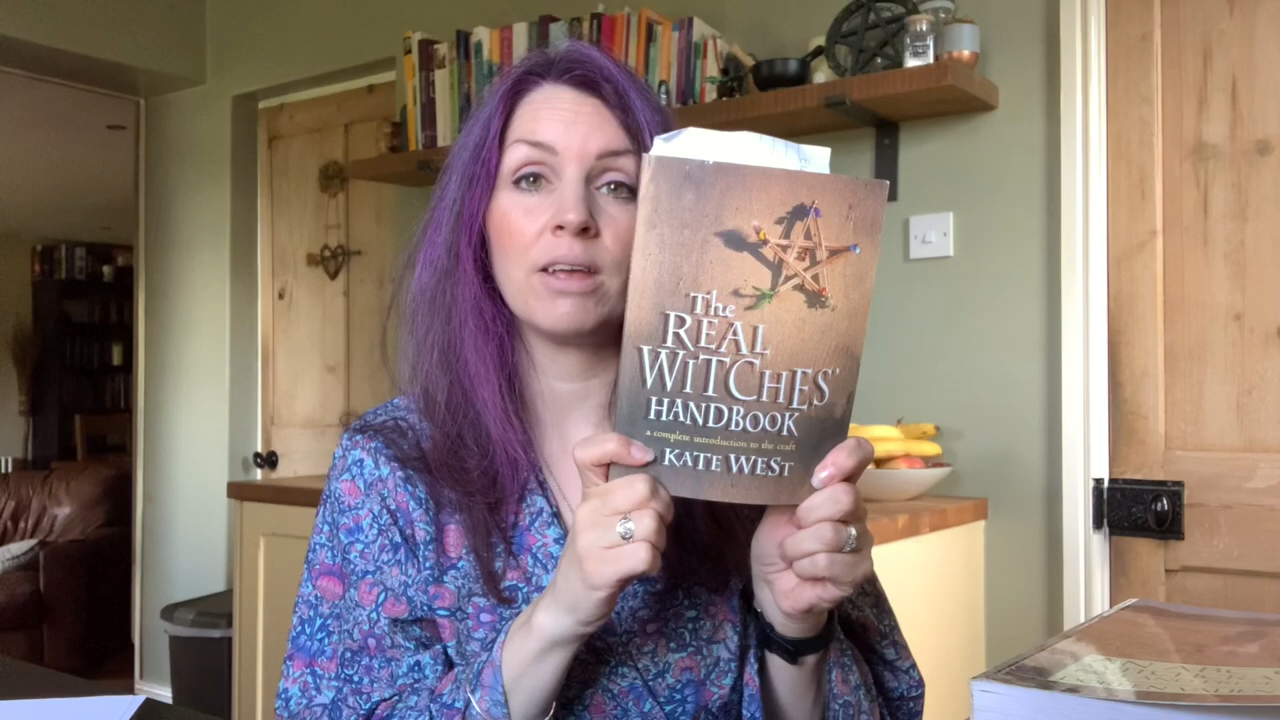 The
REAL
WITCHES'
HANDBOOK
a complete introduction to the craft
KATE WEST